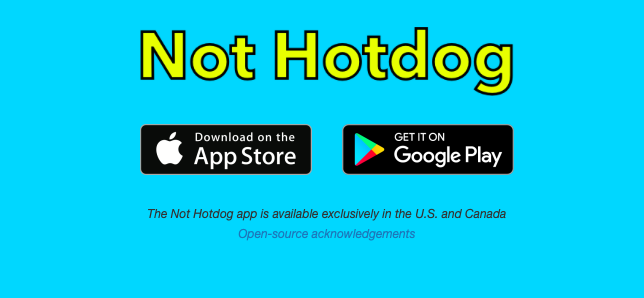 Not Hotdog
Download on the
App Store
GET IT ON
Google Play
The Not Hotdog app is available exclusively in the U.S. and Canada
Open-source acknowledgements